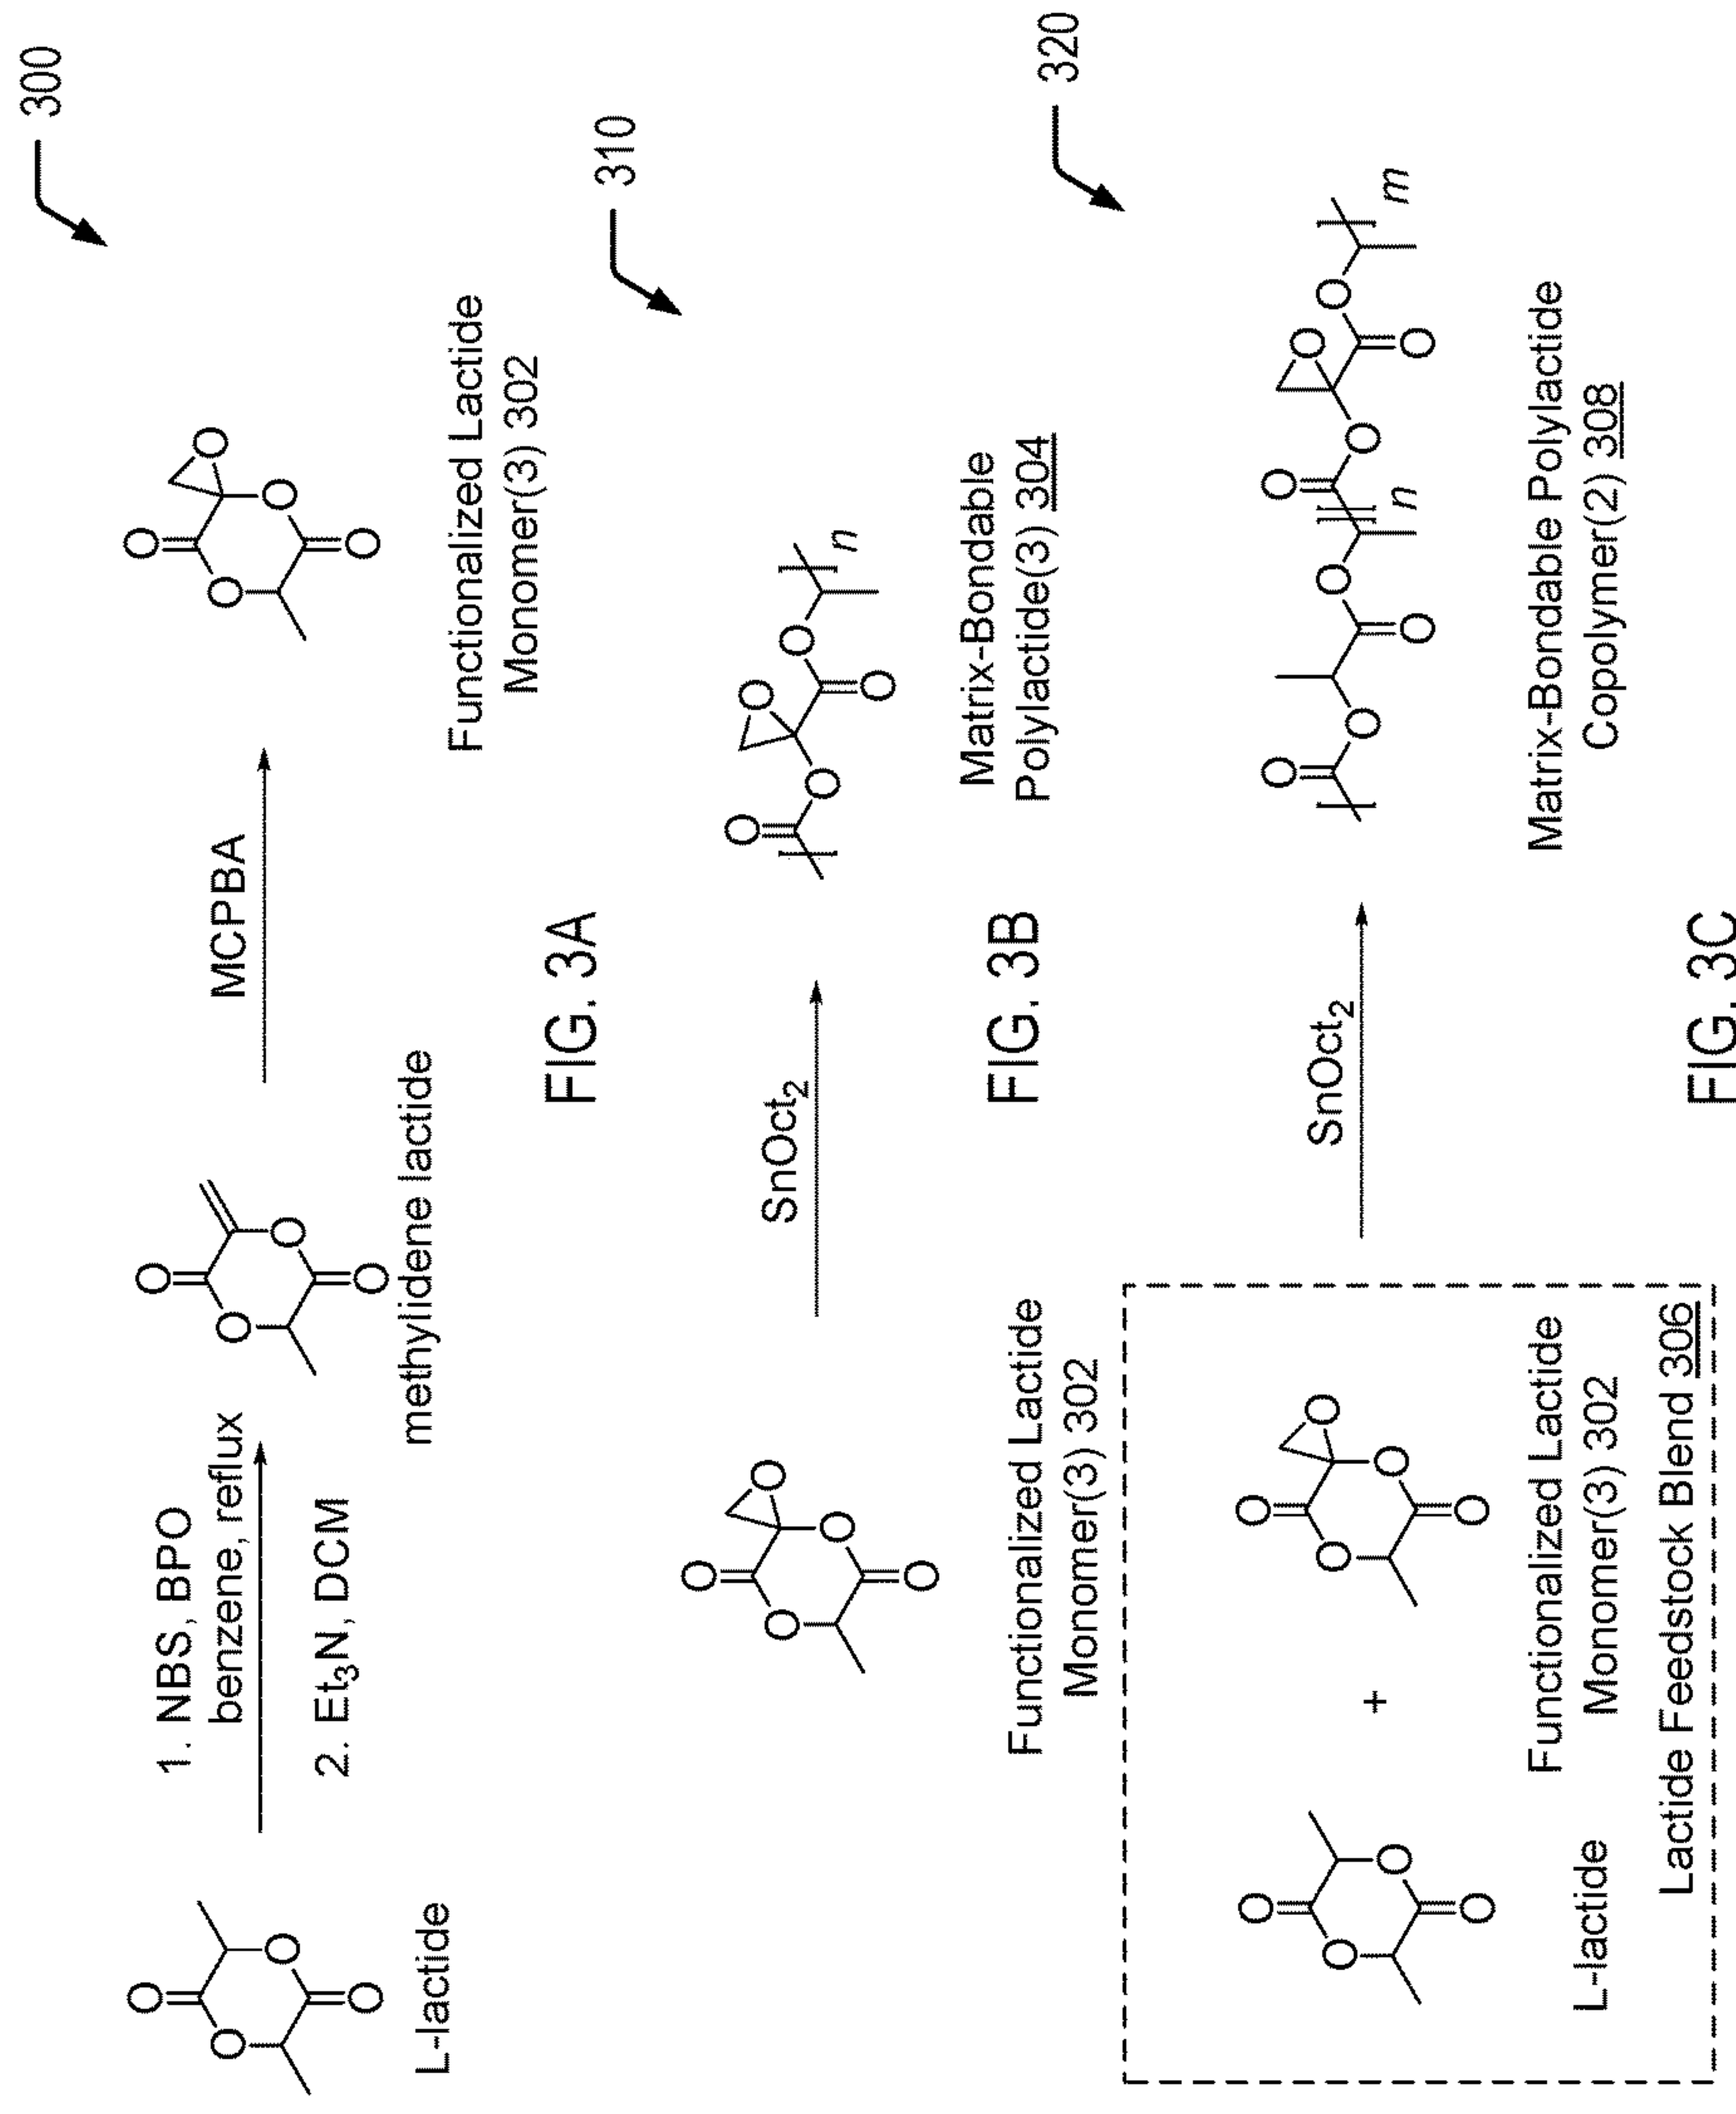 300
1. NBS, BPO
benzene, reflux
2. Et₃N, DCM
MCPBA
O
O
O
O
O
O
O
O
O
O
O
O
O
L-lactide
methylidene lactide
Functionalized Lactide
Monomer(3) 302
FIG. 3A
310
SnOct₂
O
O
O
O
O
O
O
O
O
O
n
Functionalized Lactide
Monomer(3) 302
Matrix-Bondable
Polylactide(3) 304
FIG. 3B
320
SnOct₂
O
O
O
O
+
O
O
O
O
O
O
O
O
O
n
O
O
O
O
O
m
L-lactide
Functionalized Lactide
Monomer(3) 302
Lactide Feedstock Blend 306
Matrix-Bondable Polylactide
Copolymer(2) 308
FIG. 3C